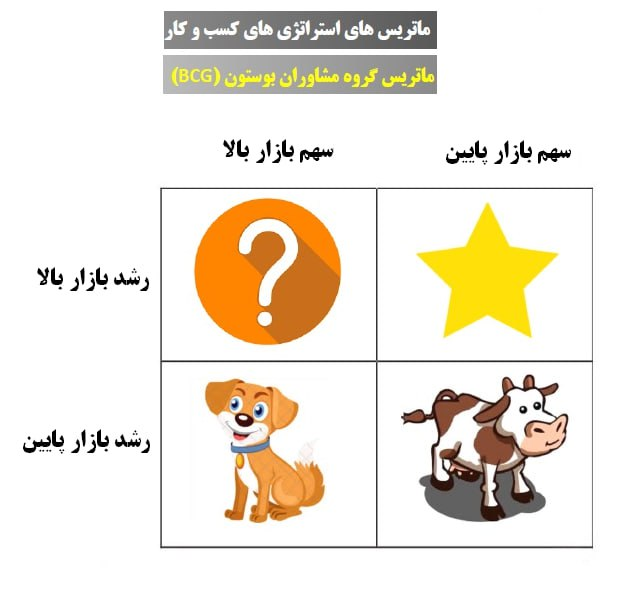 ماتریس های استراتژی های کسب و کار
ماتریس گروه مشاوران بوستون (BCG)
سهم بازار پایین
سهم بازار بالا
رشد بازار بالا
رشد بازار پایین